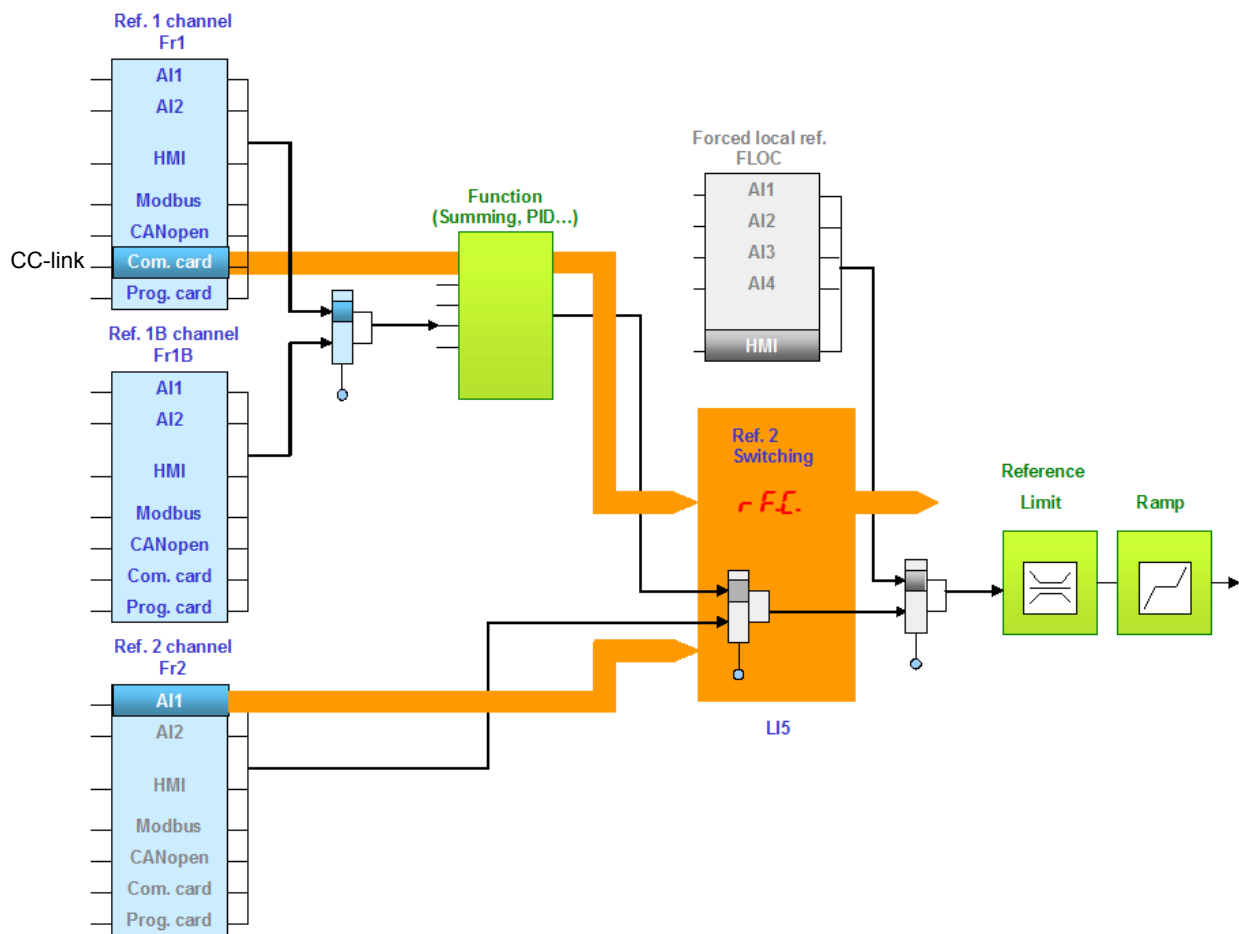 Ref. 1 channel
Fr1
AI1
AI2
HMI
Modbus
CANopen
CC-link
Com. card
Prog. card
Ref. 1B channel
Fr1B
AI1
AI2
HMI
Modbus
CANopen
Com. card
Prog. card
Ref. 2 channel
Fr2
AI1
AI2
HMI
Modbus
CANopen
Com. card
Prog. card
Function
(Summing, PID...)
Forced local ref.
FLOC
AI1
AI2
AI3
AI4
HMI
Ref. 2
Switching
rF.C.
LI5
Reference
Limit
Ramp